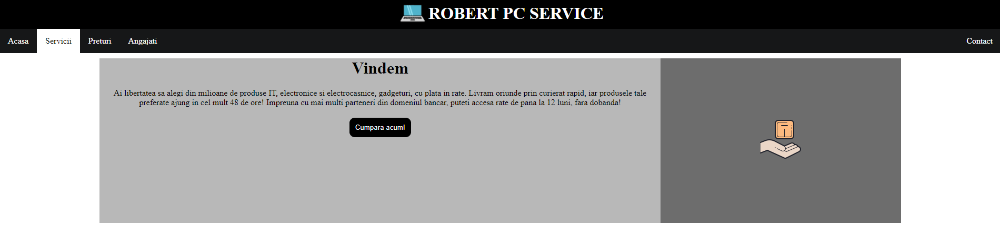 ROBERT PC SERVICE
Acasa
Servicii
Preturi
Angajati
Contact
Vindem
Ai libertatea sa alegi din milioane de produse IT, electronice si electrocasnice, gadgeturi, cu plata in rate. Livram oriunde prin curierat rapid, iar produsele tale
preferate ajung in cel mult 48 de ore! Impreuna cu mai multi parteneri din domeniul bancar, puteti accesa rate de pana la 12 luni, fara dobanda!
Cumpara acum!